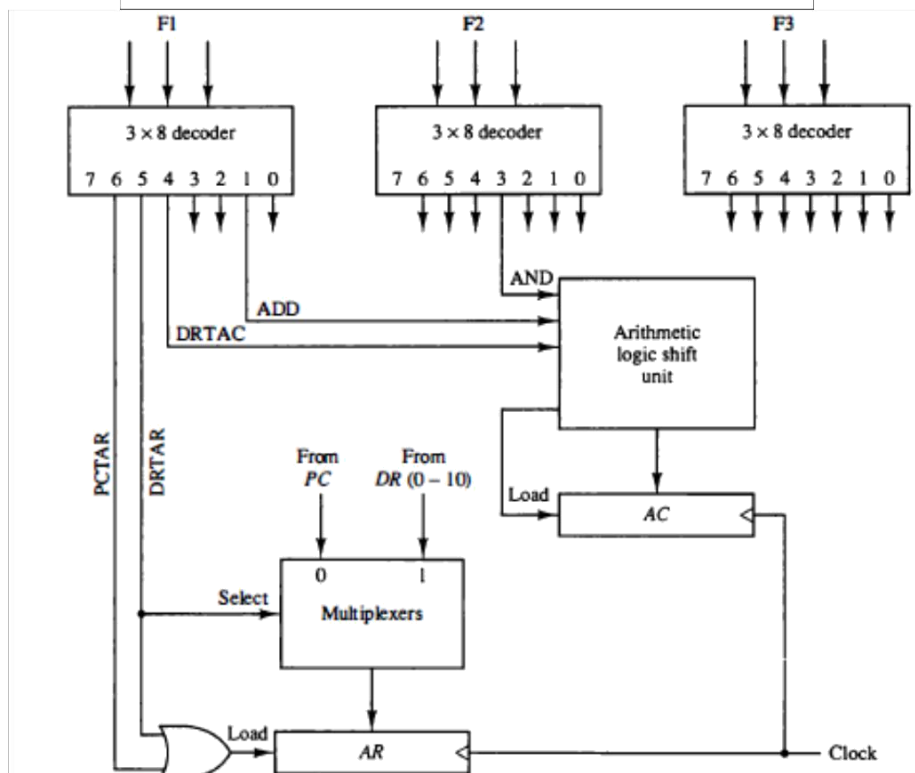 F1 F2 F3
3 × 8 decoder 3 × 8 decoder 3 × 8 decoder
7 6 5 4 3 2 1 0 7 6 5 4 3 2 1 0 7 6 5 4 3 2 1 0
AND
ADD
DRTAC
Arithmetic
logic shift
unit
PCTAR
DRTAR
From
PC
From
DR (0 – 10)
Load
AC
0 1
Select
Multiplexers
Load
AR
Clock